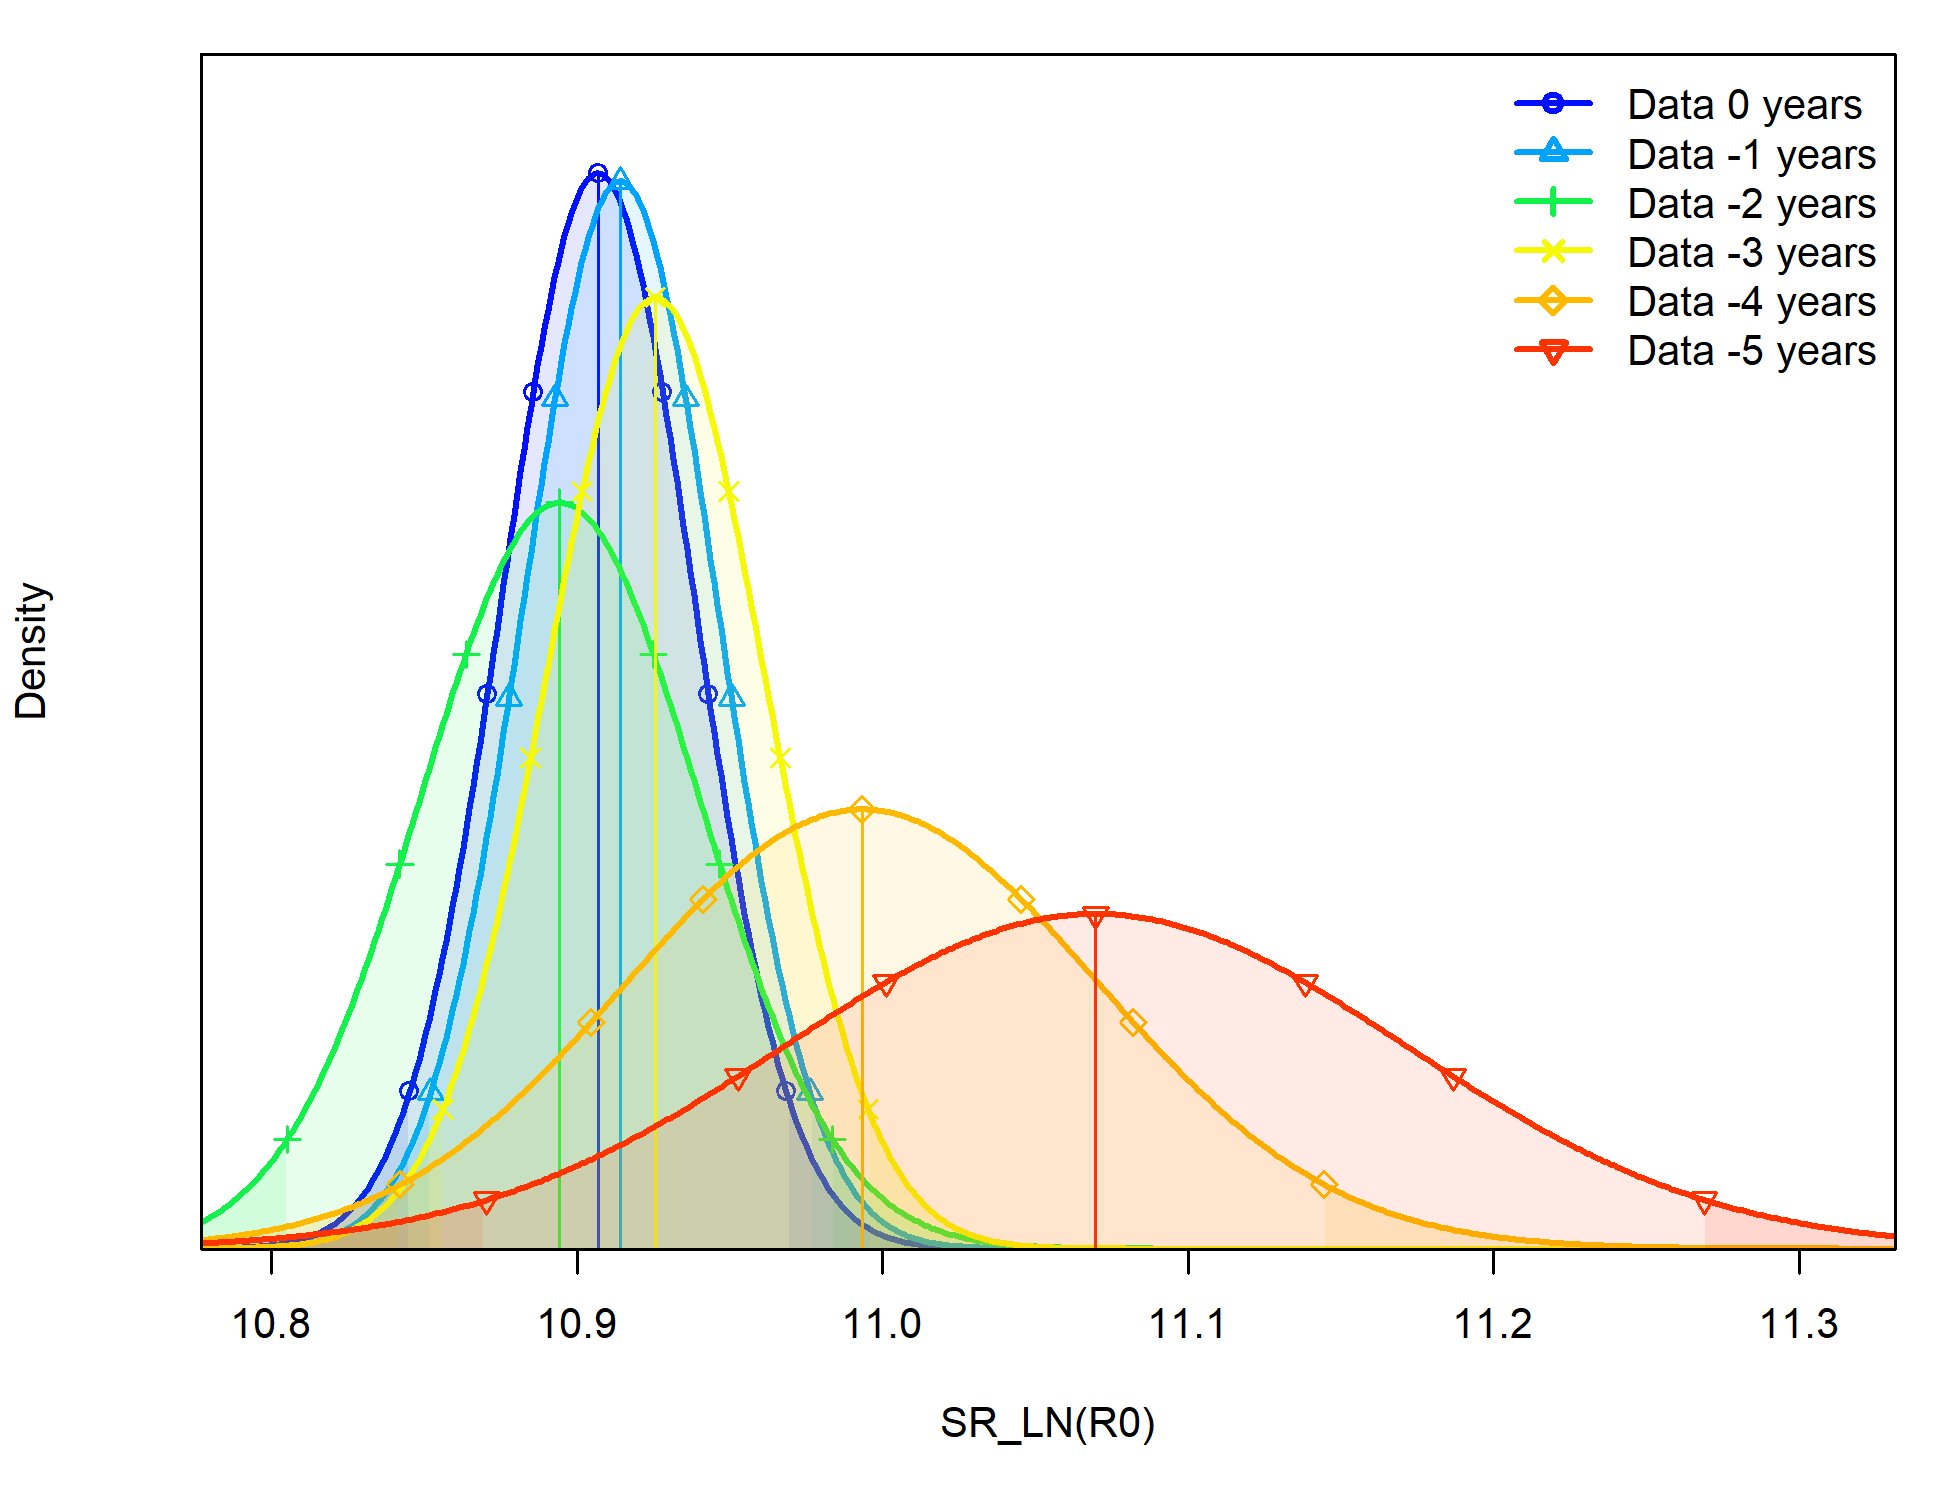 Data 0 years
Data -1 years
Data -2 years
Data -3 years
Data -4 years
Data -5 years
Density
10.8 10.9 11.0 11.1 11.2 11.3
SR_LN(R0)